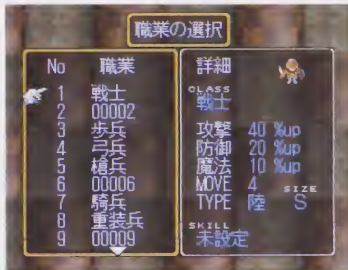 職業の選択
No 職業
1 戦士
2 00002
3 歩兵
4 弓兵
5 槍兵
6 00006
7 騎兵
8 重装兵
9 00009
詳細
CLASS
戦士
攻撃 40 %up
防御 20 %up
魔法 10 %up
MOVE 4
SIZE
TYPE 陸 S
SKILL
未設定